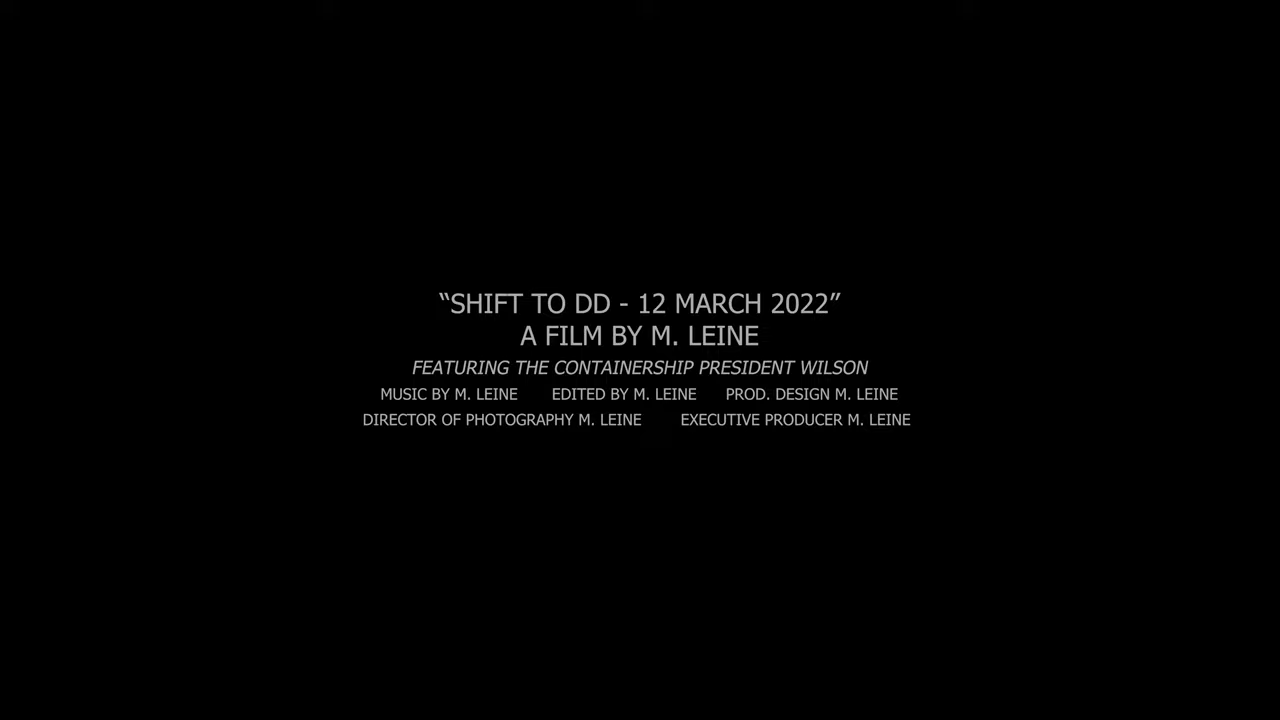 “SHIFT TO DD - 12 MARCH 2022”
A FILM BY M. LEINE
FEATURING THE CONTAINERSHIP PRESIDENT WILSON
MUSIC BY M. LEINE EDITED BY M. LEINE PROD. DESIGN M. LEINE
DIRECTOR OF PHOTOGRAPHY M. LEINE EXECUTIVE PRODUCER M. LEINE